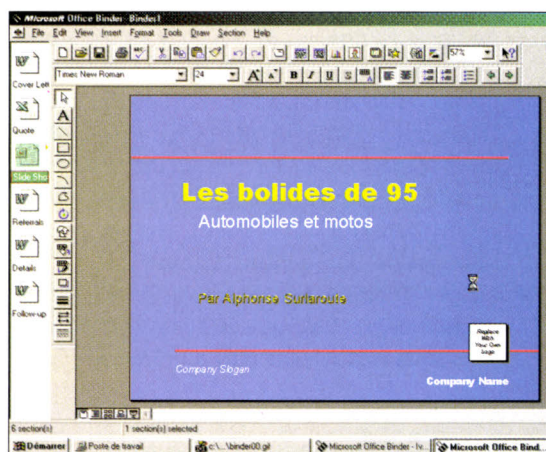 Microsoft Office Binder - Binder1
File Edit View Insert Format Tools Draw Section Help
57%
Times New Roman 24
Cover Lett
Quote
Slide Sho
Referrals
Details
Follow-up
Les bolides de 95
Automobiles et motos
Par Alphonse Surlaroute
Replace
With
Your Own
Logo
Company Slogan
Company Name
6 section(s) 1 section(s) selected
Démarrer Poste de travail c:\...\binder00.gif Microsoft Office Binder - Microsoft Office Bind...